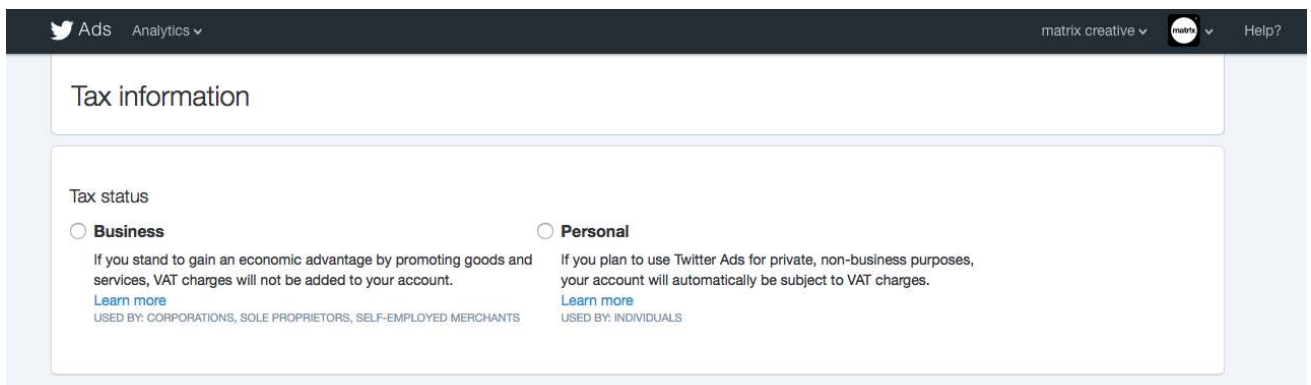 Ads Analytics matrix creative matrix Help?
Tax information
Tax status
Business
If you stand to gain an economic advantage by promoting goods and
services, VAT charges will not be added to your account.
Learn more
USED BY: CORPORATIONS, SOLE PROPRIETORS, SELF-EMPLOYED MERCHANTS
Personal
If you plan to use Twitter Ads for private, non-business purposes,
your account will automatically be subject to VAT charges.
Learn more
USED BY: INDIVIDUALS